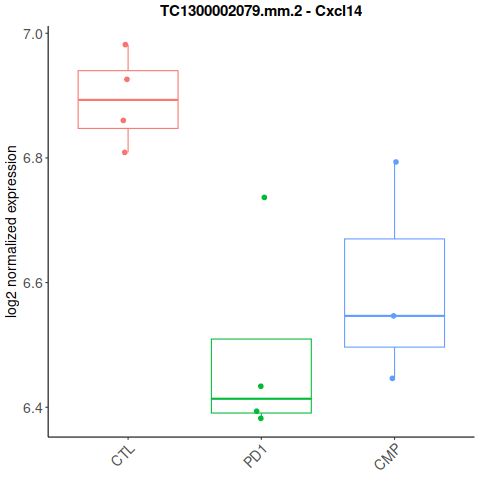 TC1300002079.mm.2 - Cxcl14
log2 normalized expression
7.0
6.8
6.6
6.4
CTL
PD1
CMP